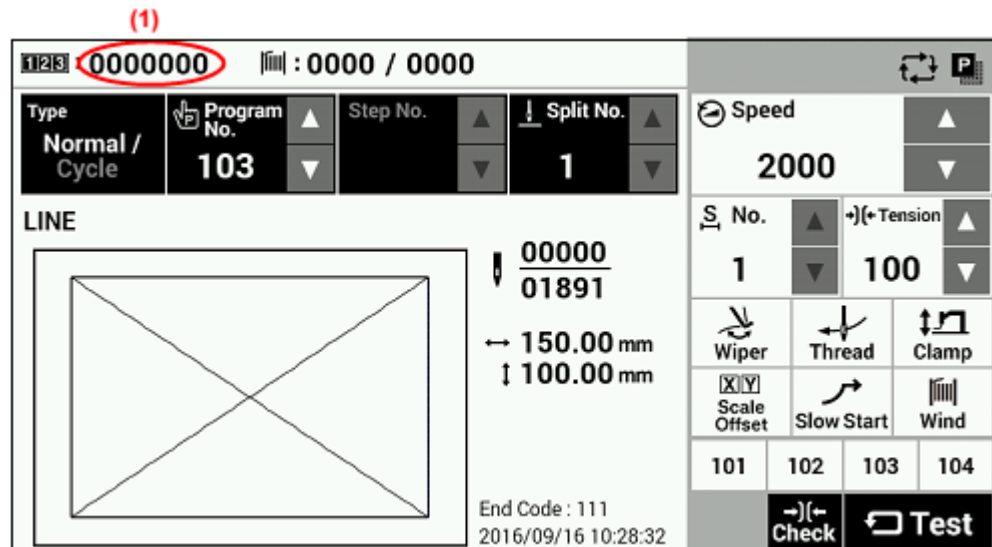 (1)
123 : 0000000 : 0000 / 0000
P
Type
Normal /
Cycle
P Program
No.
103
Step No.
Split No.
1
Speed
2000
LINE
S No.
1
Tension
100
00000
01891
150.00 mm
100.00 mm
Wiper
Thread
Clamp
X Y
Scale
Offset
Slow Start
Wind
101 102 103 104
End Code : 111
2016/09/16 10:28:32
Check
Test